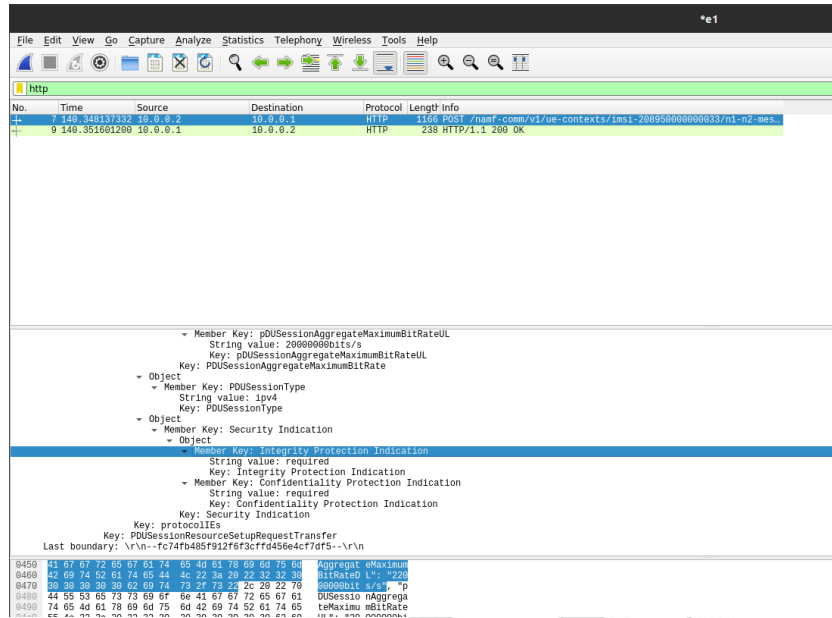 *e1
File Edit View Go Capture Analyze Statistics Telephony Wireless Tools Help
http
No. Time Source Destination Protocol Length Info
7 140.348137332 10.0.0.2 10.0.0.1 HTTP 1166 POST /namf-comm/v1/ue-contexts/imsi-208950000000033/n1-n2-mes…
9 140.351601200 10.0.0.1 10.0.0.2 HTTP 238 HTTP/1.1 200 OK
Member Key: pDUSessionAggregateMaximumBitRateUL
String value: 20000000bits/s
Key: pDUSessionAggregateMaximumBitRateUL
Key: PDUSessionAggregateMaximumBitRate
Object
Member Key: PDUSessionType
String value: ipv4
Key: PDUSessionType
Object
Member Key: Security Indication
Object
Member Key: Integrity Protection Indication
String value: required
Key: Integrity Protection Indication
Member Key: Confidentiality Protection Indication
String value: required
Key: Confidentiality Protection Indication
Key: Security Indication
Key: protocolIEs
Key: PDUSessionResourceSetupRequestTransfer
Last boundary: \r\n--fc74fb485f912f6f3cffd456e4cf7df5--\r\n
0450 41 67 67 72 65 67 61 74 65 4d 61 78 69 6d 75 6d Aggregat eMaximum
0460 42 69 74 52 61 74 65 44 4c 22 3a 20 22 32 32 30 BitRateD L": "220
0470 30 30 30 30 30 62 69 74 73 2f 73 22 2c 20 22 70 00000bit s/s", "p
0480 44 55 53 65 73 73 69 6f 6e 41 67 67 72 65 67 61 DUSessio nAggrega
0490 74 65 4d 61 78 69 6d 75 6d 42 69 74 52 61 74 65 teMaximu mBitRate